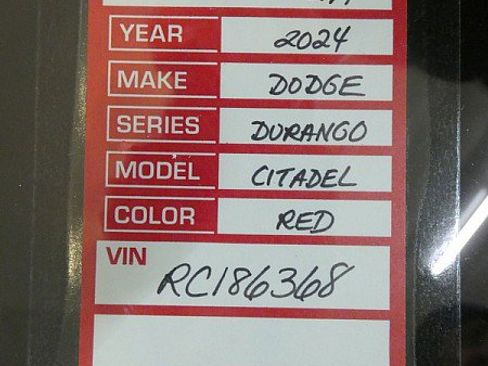 YEAR 2024
MAKE DODGE
SERIES DURANGO
MODEL CITADEL
COLOR RED
VIN
RC186368